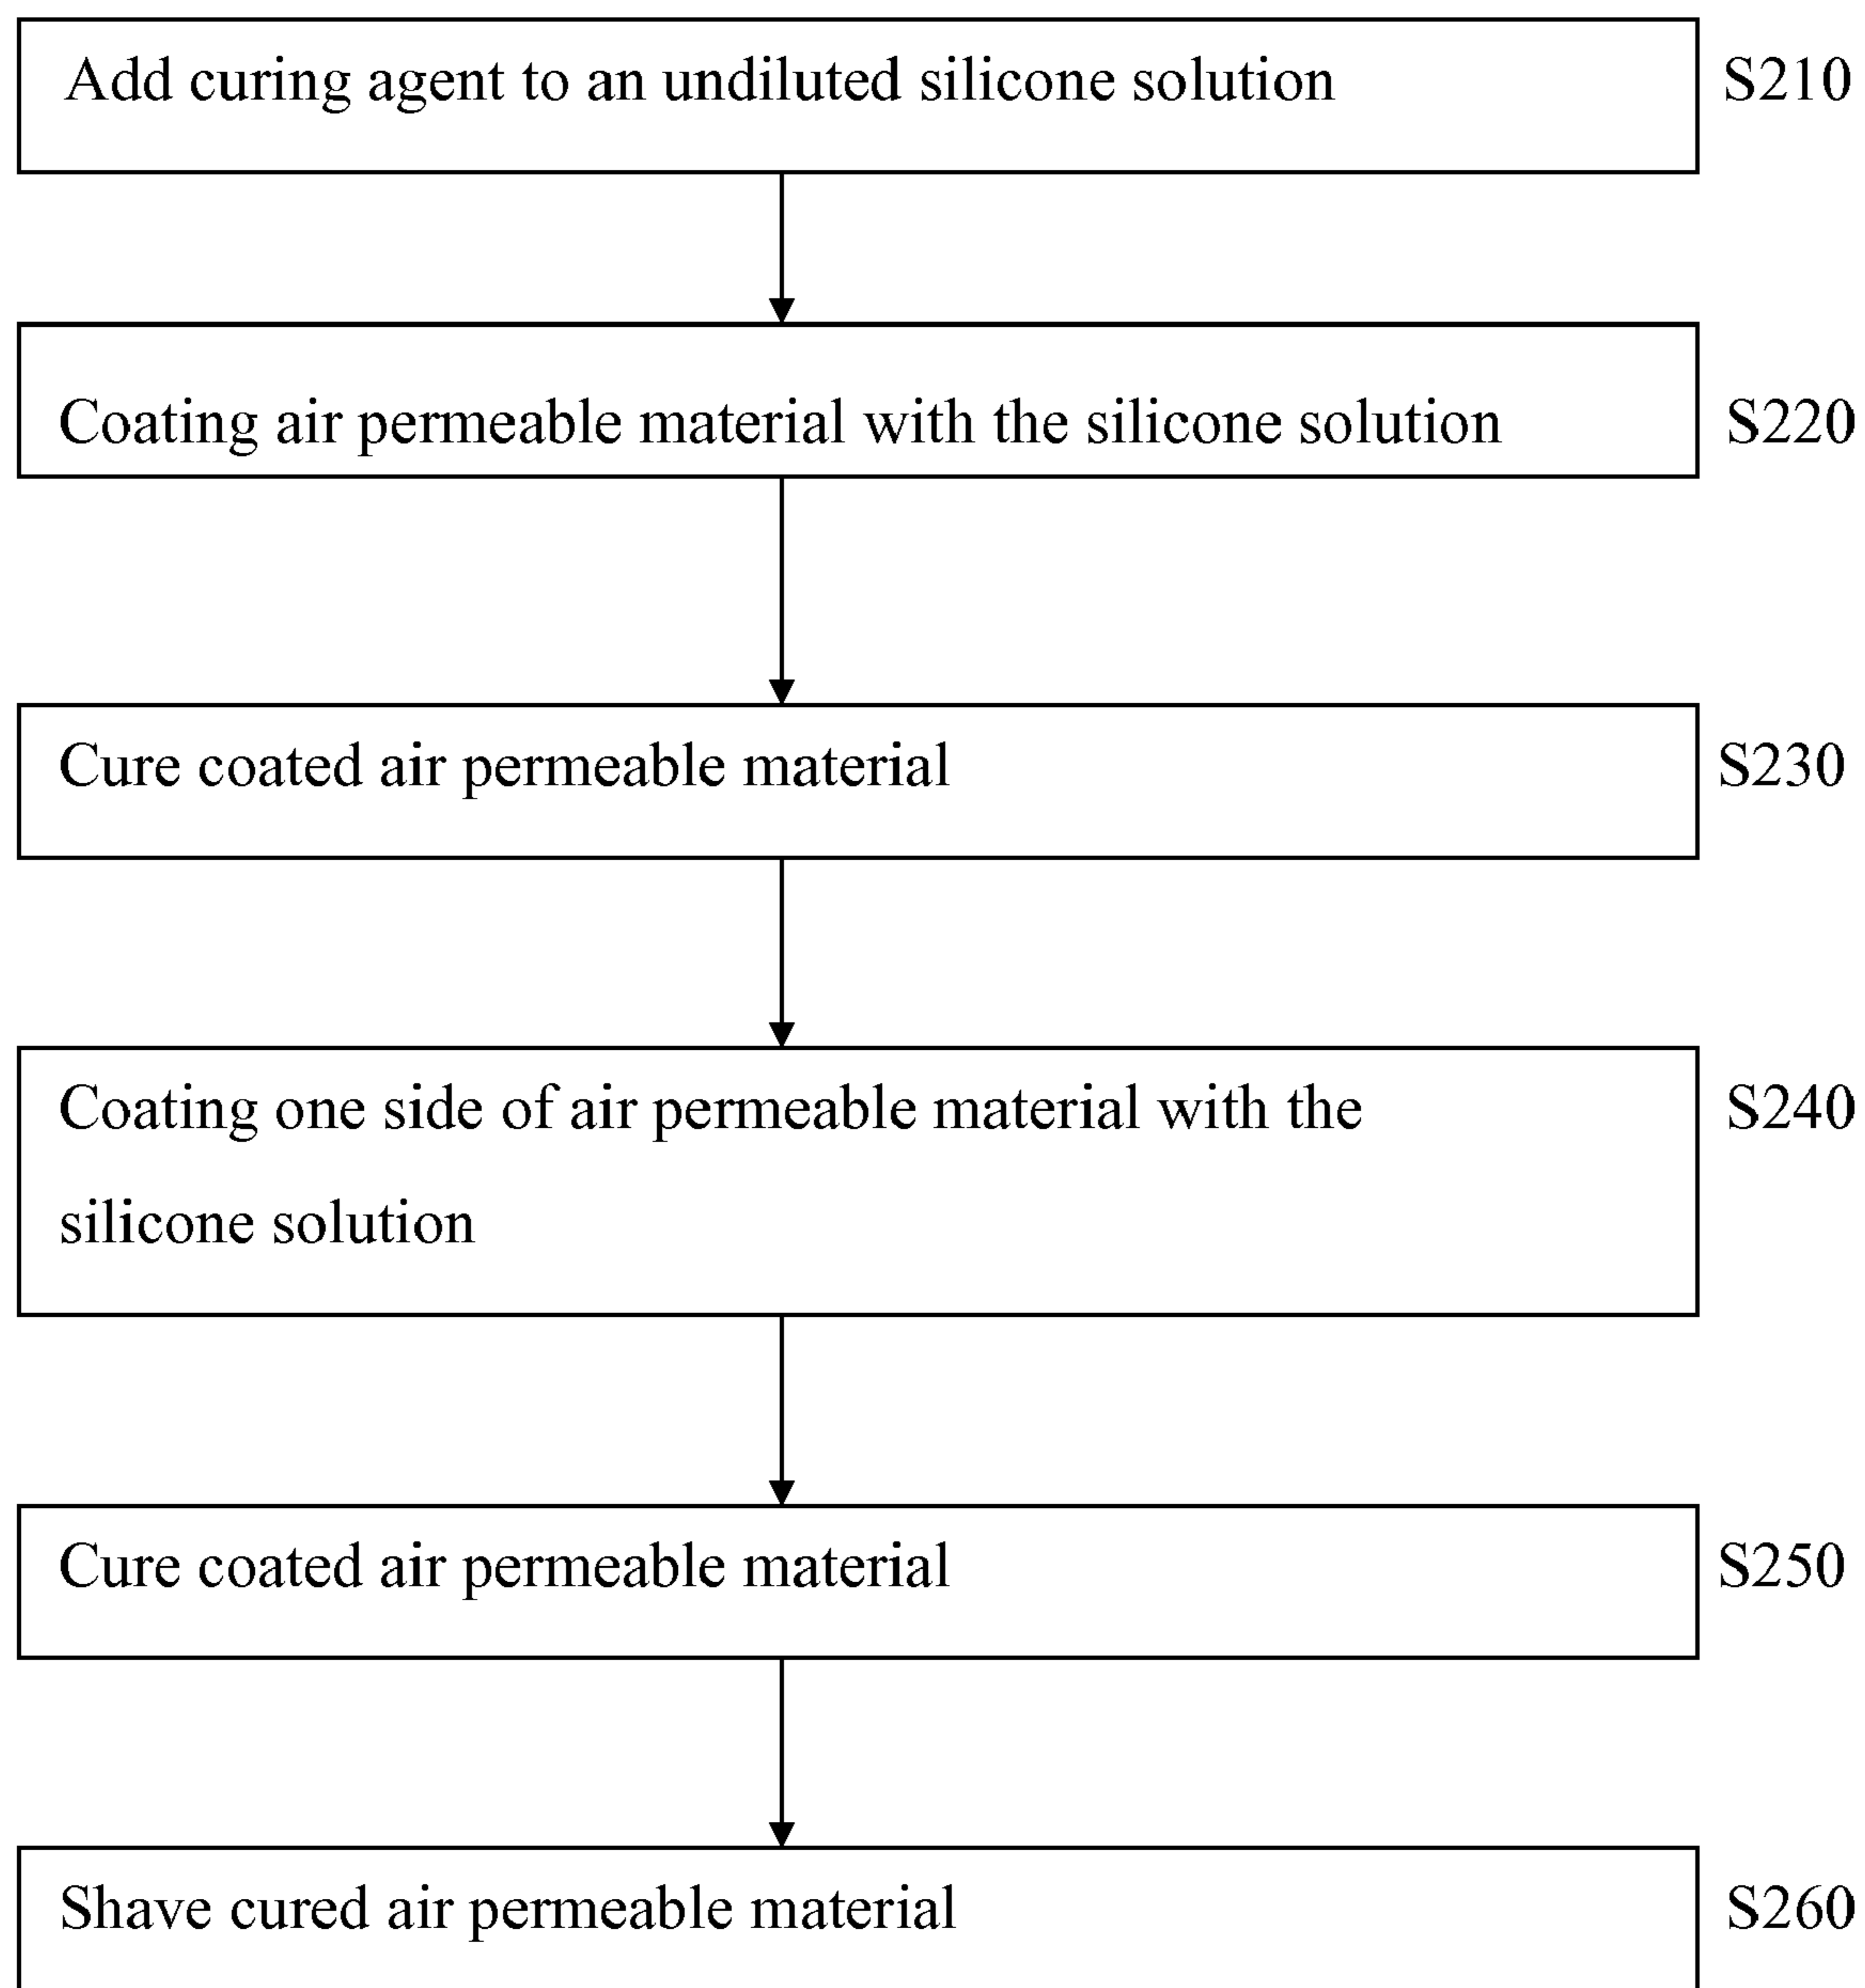 Add curing agent to an undiluted silicone solution S210
Coating air permeable material with the silicone solution S220
Cure coated air permeable material S230
Coating one side of air permeable material with the S240
silicone solution
Cure coated air permeable material S250
Shave cured air permeable material S260